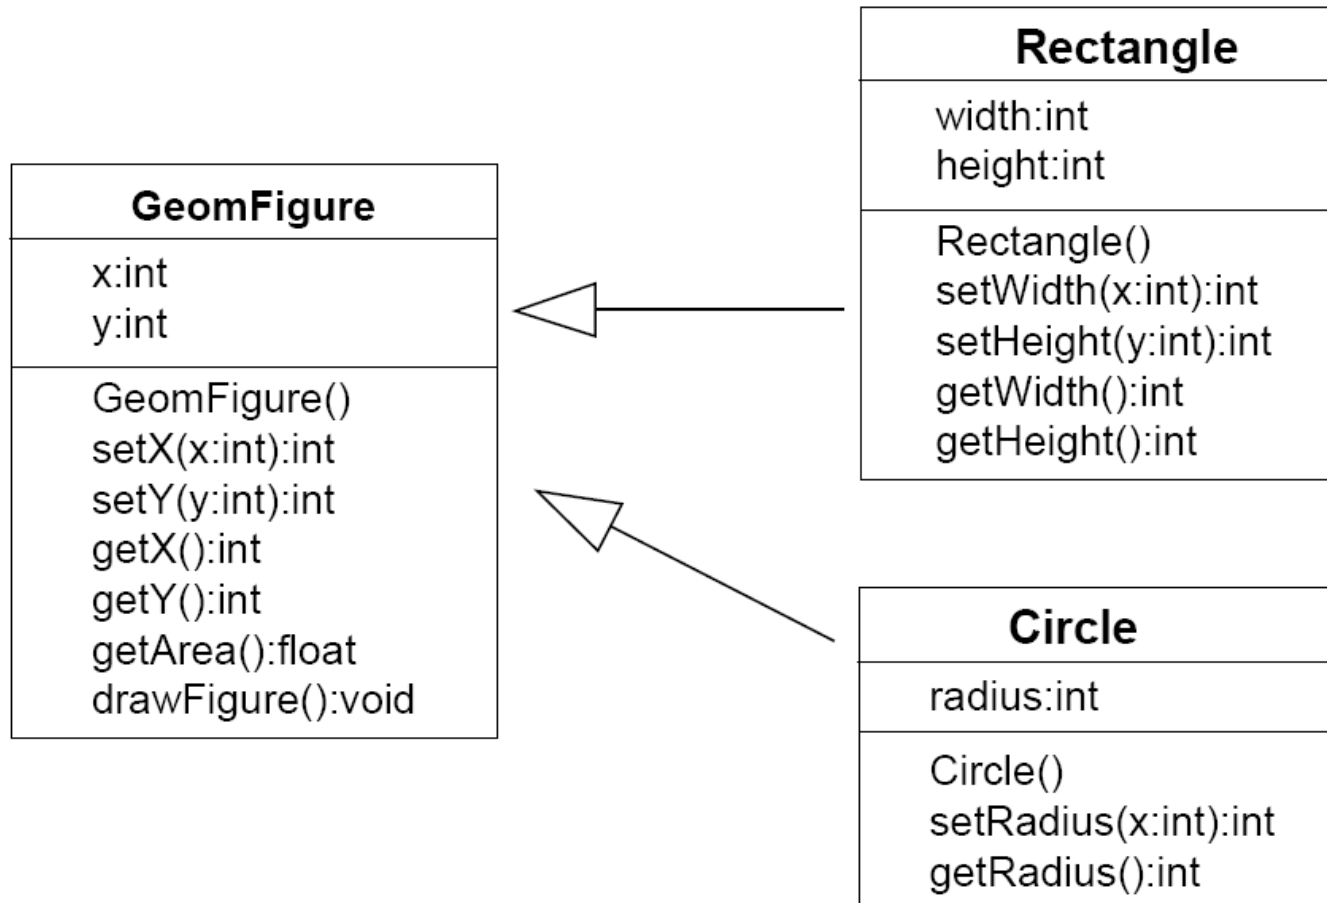 GeomFigure
x:int
y:int
GeomFigure()
setX(x:int):int
setY(y:int):int
getX():int
getY():int
getArea():float
drawFigure():void
Rectangle
width:int
height:int
Rectangle()
setWidth(x:int):int
setHeight(y:int):int
getWidth():int
getHeight():int
Circle
radius:int
Circle()
setRadius(x:int):int
getRadius():int